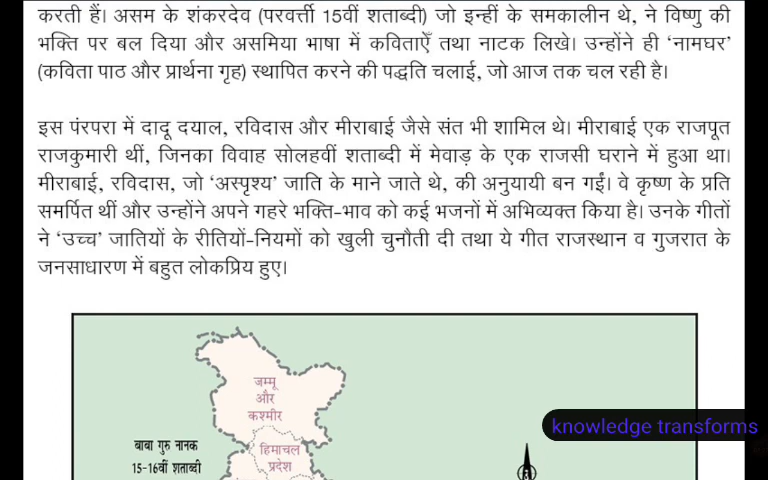 करती हैं। असम के शंकरदेव (परवर्त्ती 15वीं शताब्दी) जो इन्हीं के समकालीन थे, ने विष्णु की
भक्ति पर बल दिया और असमिया भाषा में कविताएँ तथा नाटक लिखे। उन्होंने ही ‘नामघर’
(कविता पाठ और प्रार्थना गृह) स्थापित करने की पद्धति चलाई, जो आज तक चल रही है।
इस पंरपरा में दादू दयाल, रविदास और मीराबाई जैसे संत भी शामिल थे। मीराबाई एक राजपूत
राजकुमारी थीं, जिनका विवाह सोलहवीं शताब्दी में मेवाड़ के एक राजसी घराने में हुआ था।
मीराबाई, रविदास, जो ‘अस्पृश्य’ जाति के माने जाते थे, की अनुयायी बन गईं। वे कृष्ण के प्रति
समर्पित थीं और उन्होंने अपने गहरे भक्ति-भाव को कई भजनों में अभिव्यक्त किया है। उनके गीतों
ने ‘उच्च’ जातियों के रीतियों-नियमों को खुली चुनौती दी तथा ये गीत राजस्थान व गुजरात के
जनसाधारण में बहुत लोकप्रिय हुए।
जम्मू
और
कश्मीर
knowledge transforms
बाबा गुरु नानक
15-16वीं शताब्दी
हिमाचल
प्रदेश